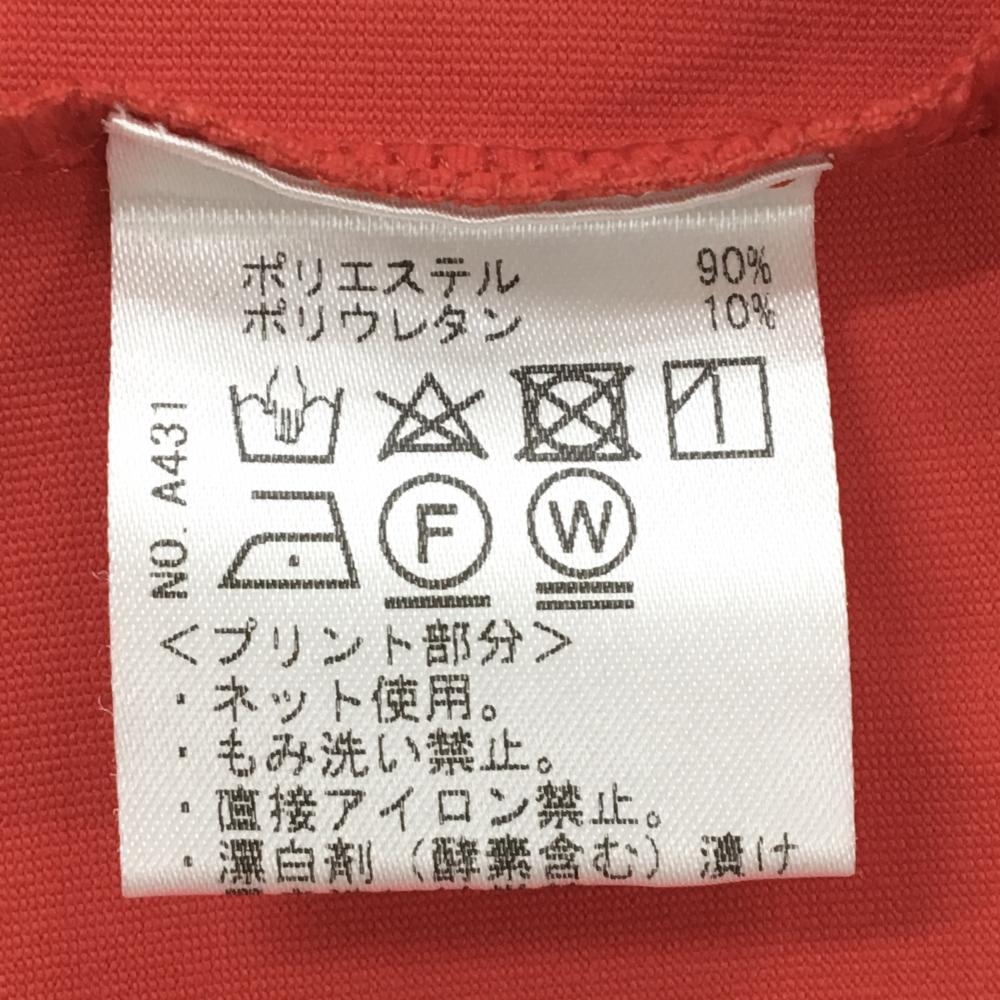 ポリエステル 90%
ポリウレタン 10%
NO. A431
F
W
＜プリント部分＞
・ネット使用。
・もみ洗い禁止。
・直接アイロン禁止。
・漂白剤（酵素含む）漬け